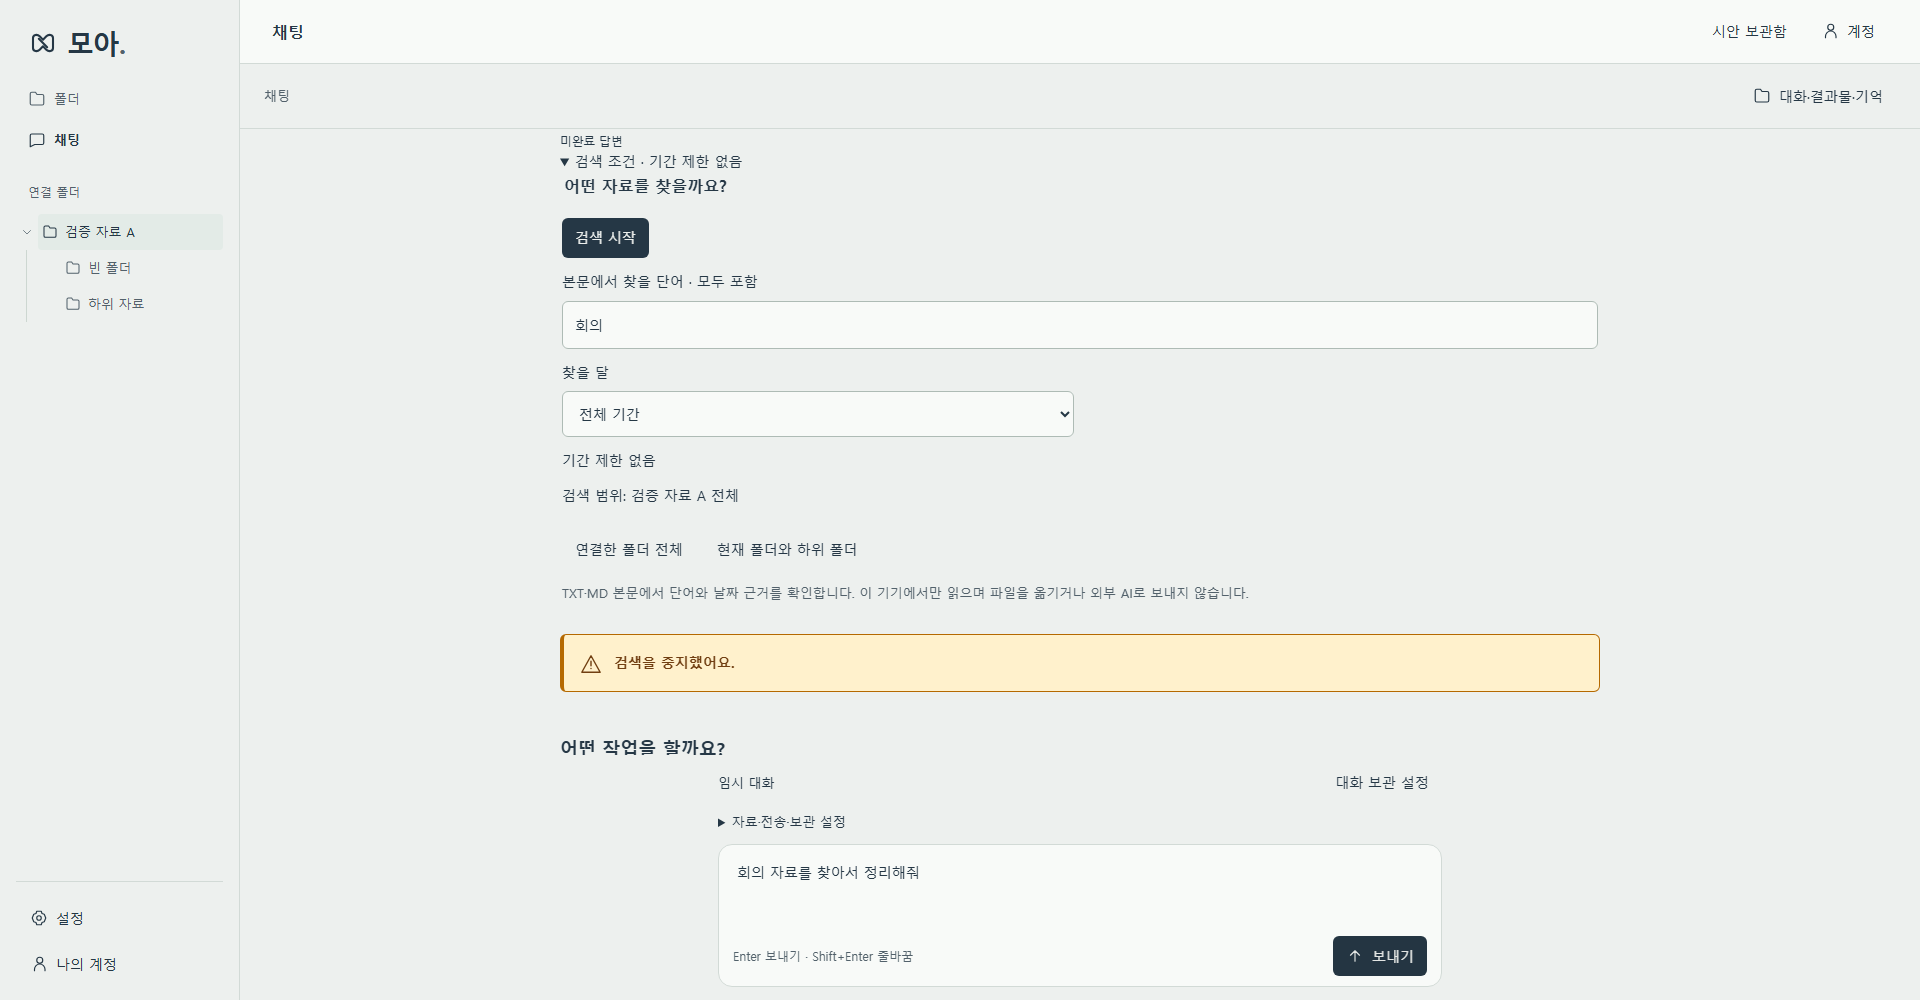 모아.
폴더
채팅
연결 폴더
검증 자료 A
빈 폴더
하위 자료
설정
나의 계정
채팅
시안 보관함
계정
채팅
대화·결과물·기억
미완료 답변
검색 조건 · 기간 제한 없음
어떤 자료를 찾을까요?
검색 시작
본문에서 찾을 단어 · 모두 포함
회의
찾을 달
전체 기간
기간 제한 없음
검색 범위: 검증 자료 A 전체
연결한 폴더 전체
현재 폴더와 하위 폴더
TXT·MD 본문에서 단어와 날짜 근거를 확인합니다. 이 기기에서만 읽으며 파일을 옮기거나 외부 AI로 보내지 않습니다.
검색을 중지했어요.
어떤 작업을 할까요?
임시 대화
대화 보관 설정
자료·전송·보관 설정
회의 자료를 찾아서 정리해줘
Enter 보내기 · Shift+Enter 줄바꿈
보내기